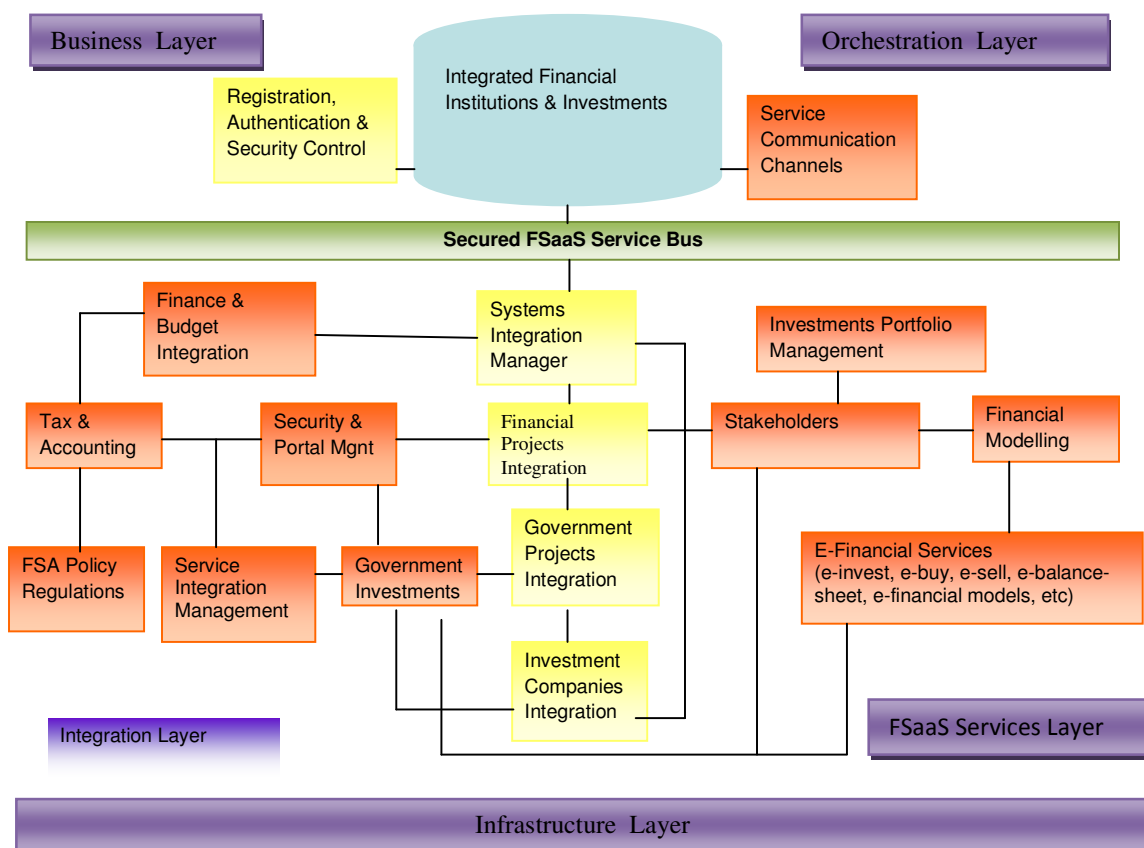 Business Layer
Orchestration Layer
Integrated Financial
Institutions & Investments
Registration,
Authentication &
Security Control
Service
Communication
Channels
Secured FSaaS Service Bus
Finance &
Budget
Integration
Systems
Integration
Manager
Investments Portfolio
Management
Tax &
Accounting
Security &
Portal Mgnt
Financial
Projects
Integration
Stakeholders
Financial
Modelling
FSA Policy
Regulations
Service
Integration
Management
Government
Investments
Government
Projects
Integration
E-Financial Services
(e-invest, e-buy, e-sell, e-balance-
sheet, e-financial models, etc)
Investment
Companies
Integration
Integration Layer
FSaaS Services Layer
Infrastructure Layer